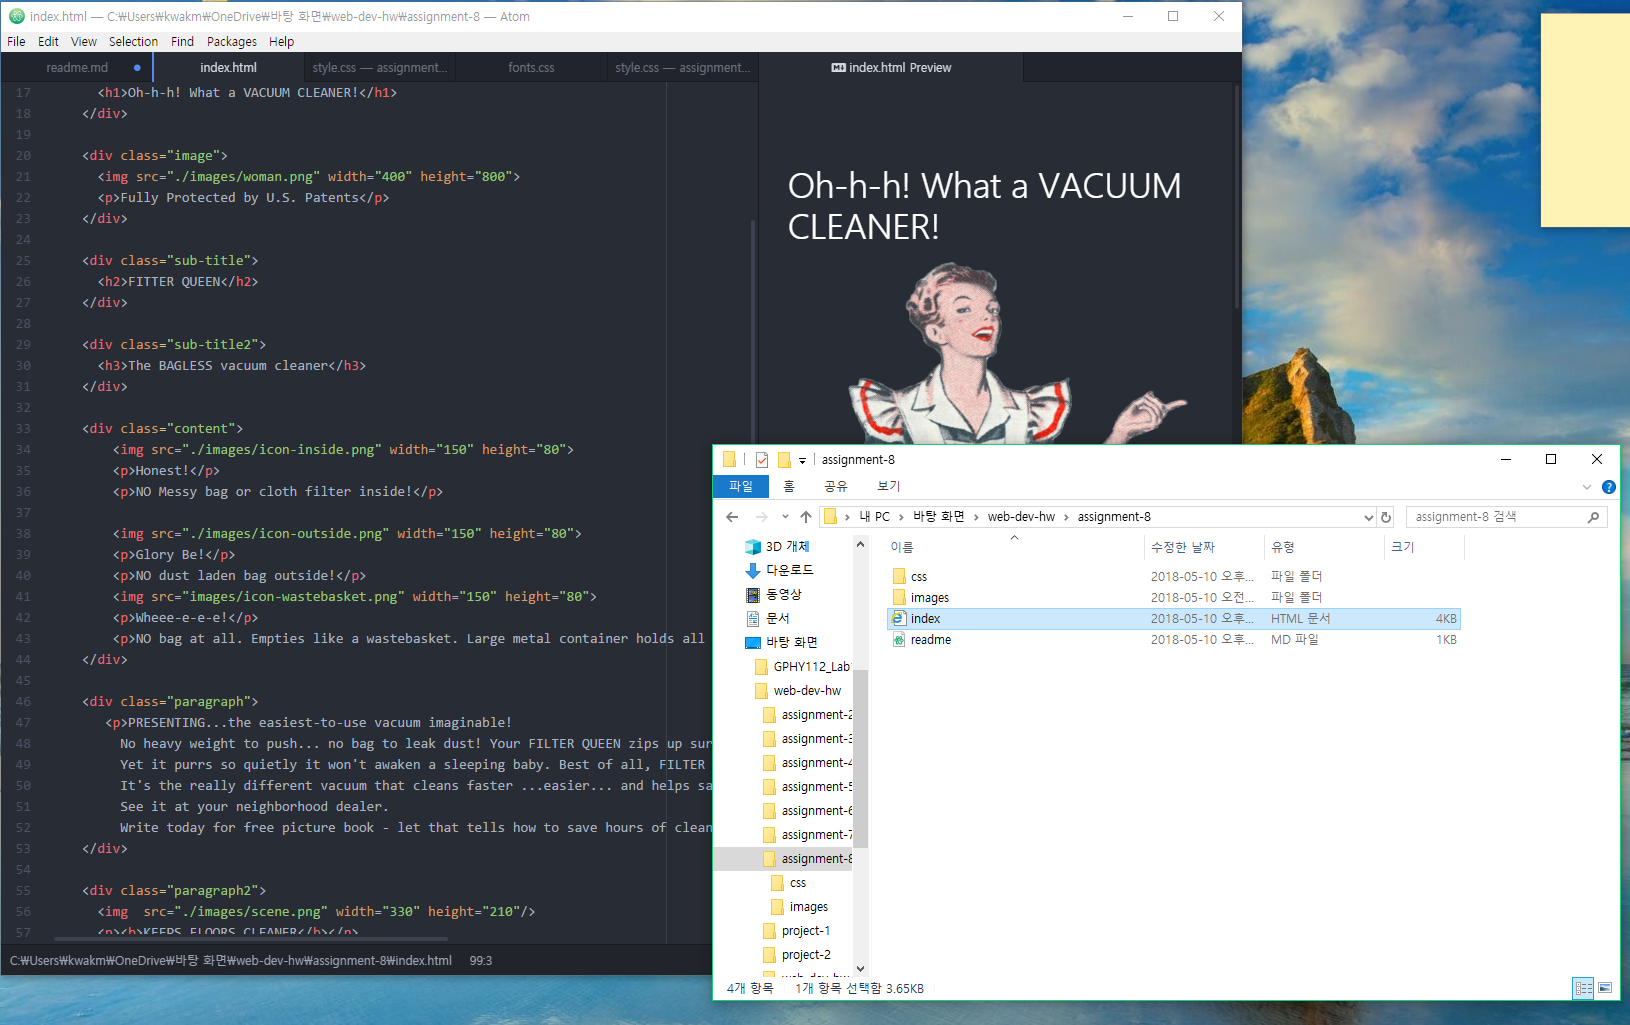 index.html — C:₩Users₩kwakm₩OneDrive₩바탕 화면₩web-dev-hw₩assignment-8 — Atom
File Edit View Selection Find Packages Help
readme.md index.html style.css — assignment... fonts.css style.css — assignment... index.html Preview
17 <h1>Oh-h-h! What a VACUUM CLEANER!</h1>
18 </div>
19
20 <div class="image">
21 <img src="./images/woman.png" width="400" height="800">
22 <p>Fully Protected by U.S. Patents</p>
23 </div>
24
25 <div class="sub-title">
26 <h2>FITTER QUEEN</h2>
27 </div>
28
29 <div class="sub-title2">
30 <h3>The BAGLESS vacuum cleaner</h3>
31 </div>
32
33 <div class="content">
34 <img src="./images/icon-inside.png" width="150" height="80">
35 <p>Honest!</p>
36 <p>NO Messy bag or cloth filter inside!</p>
37
38 <img src="./images/icon-outside.png" width="150" height="80">
39 <p>Glory Be!</p>
40 <p>NO dust laden bag outside!</p>
41 <img src="images/icon-wastebasket.png" width="150" height="80">
42 <p>Wheee-e-e-e!</p>
43 <p>NO bag at all. Empties like a wastebasket. Large metal container holds all
44 </div>
45
46 <div class="paragraph">
47 <p>PRESENTING...the easiest-to-use vacuum imaginable!
48 No heavy weight to push... no bag to leak dust! Your FILTER QUEEN zips up sur
49 Yet it purrs so quietly it won't awaken a sleeping baby. Best of all, FILTER
50 It's the really different vacuum that cleans faster ...easier... and helps sa
51 See it at your neighborhood dealer.
52 Write today for free picture book - let that tells how to save hours of clean
53 </div>
54
55 <div class="paragraph2">
56 <img src="./images/scene.png" width="330" height="210"/>
57 <p><b>KEEPS FLOORS CLEANER</b></p>
C:₩Users₩kwakm₩OneDrive₩바탕 화면₩web-dev-hw₩assignment-8₩index.html 99:3
Oh-h-h! What a VACUUM
CLEANER!
assignment-8
파일 홈 공유 보기
내 PC 바탕 화면 web-dev-hw assignment-8 assignment-8 검색
3D 개체
다운로드
동영상
문서
바탕 화면
GPHY112_Lab
web-dev-hw
assignment-2
assignment-3
assignment-4
assignment-5
assignment-6
assignment-7
assignment-8
css
images
project-1
project-2
web-dev-hw
이름 수정한 날짜 유형 크기
css 2018-05-10 오후... 파일 폴더
images 2018-05-10 오전... 파일 폴더
index 2018-05-10 오후... HTML 문서 4KB
readme 2018-05-10 오후... MD 파일 1KB
4개 항목 1개 항목 선택함 3.65KB